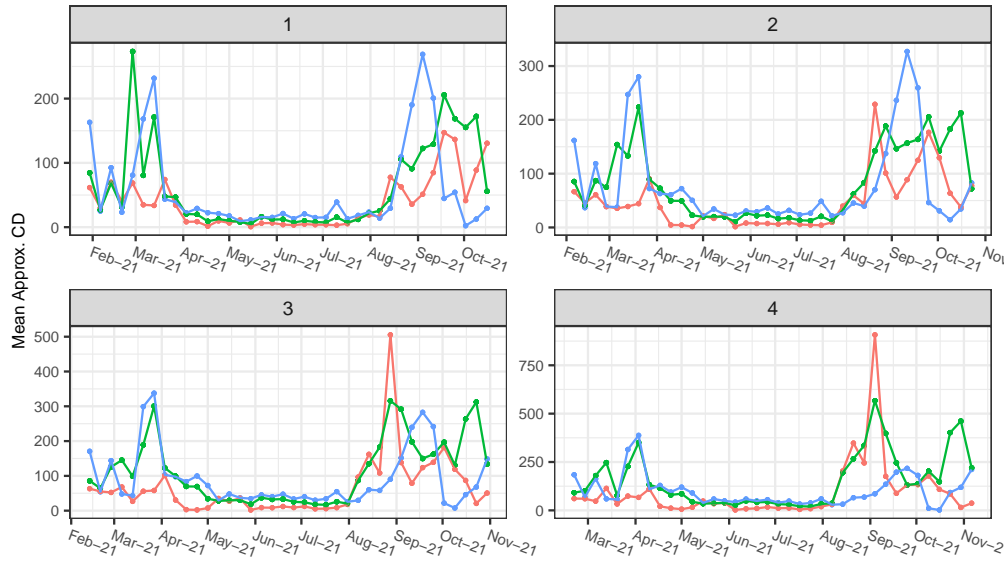 1
2
200
100
0
300
200
100
0
Feb–21
Mar–21
Apr–21
May–21
Jun–21
Jul–21
Aug–21
Sep–21
Oct–21
Feb–21
Mar–21
Apr–21
May–21
Jun–21
Jul–21
Aug–21
Sep–21
Oct–21
Nov
Mean Approx. CD
3
4
500
400
300
200
100
0
750
500
250
0
Feb–21
Mar–21
Apr–21
May–21
Jun–21
Jul–21
Aug–21
Sep–21
Oct–21
Nov–21
Mar–21
Apr–21
May–21
Jun–21
Jul–21
Aug–21
Sep–21
Oct–21
Nov–2